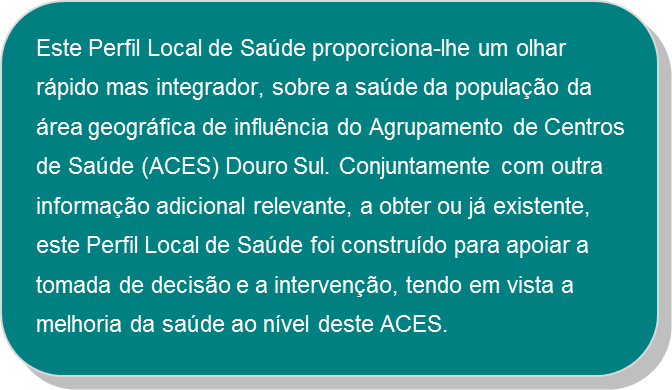 Este Perfil Local de Saúde proporciona-lhe um olhar
rápido mas integrador, sobre a saúde da população da
área geográfica de influência do Agrupamento de Centros
de Saúde (ACES) Douro Sul. Conjuntamente com outra
informação adicional relevante, a obter ou já existente,
este Perfil Local de Saúde foi construído para apoiar a
tomada de decisão e a intervenção, tendo em vista a
melhoria da saúde ao nível deste ACES.